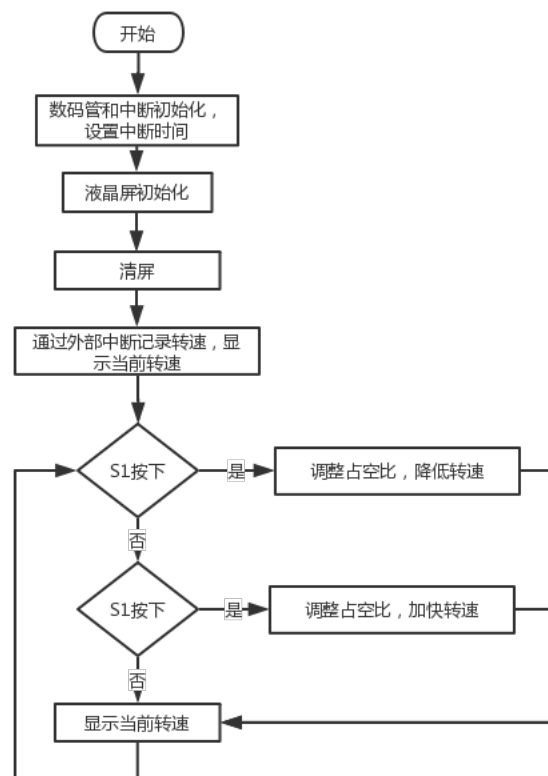 开始
数码管和中断初始化，
设置中断时间
液晶屏初始化
清屏
通过外部中断记录转速，显
示当前转速
S1按下
是
调整占空比，降低转速
否
S1按下
是
调整占空比，加快转速
否
显示当前转速